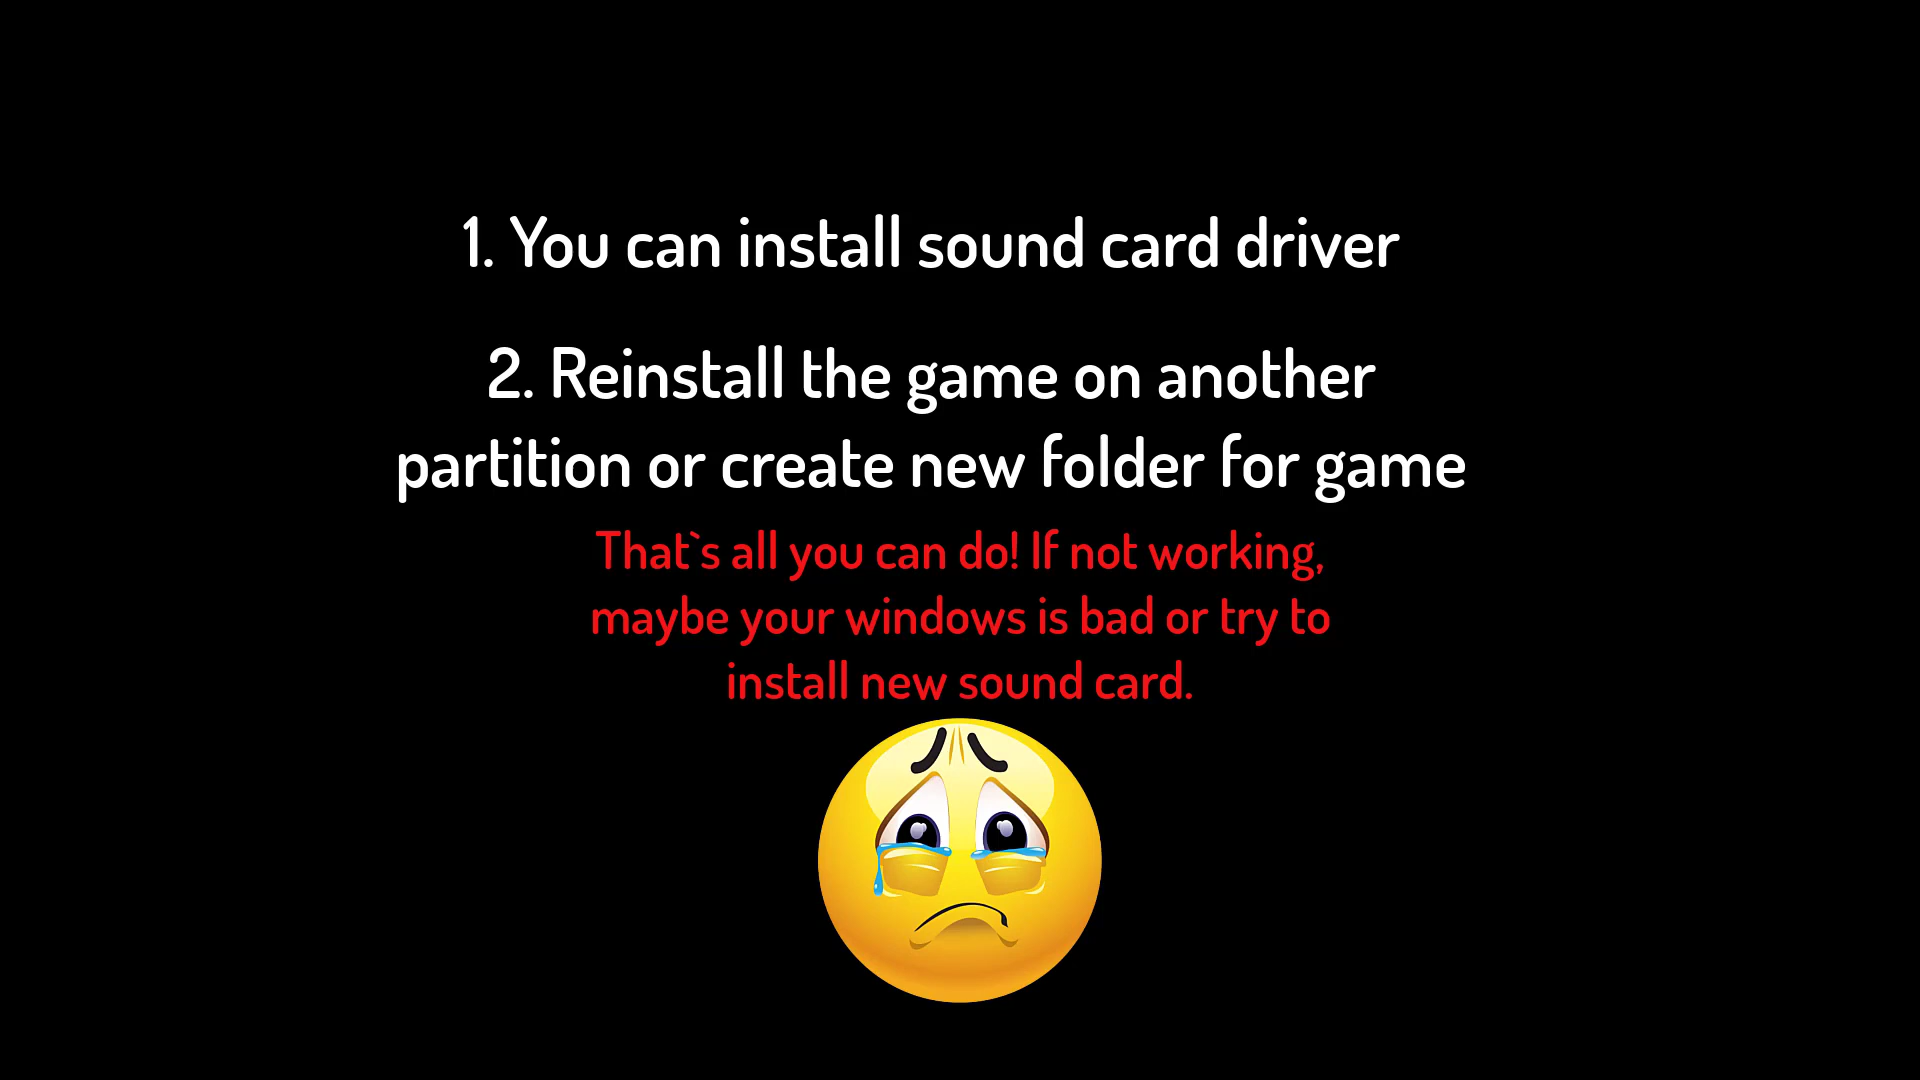 1. You can install sound card driver
2. Reinstall the game on another
partition or create new folder for game
That`s all you can do! If not working,
maybe your windows is bad or try to
install new sound card.